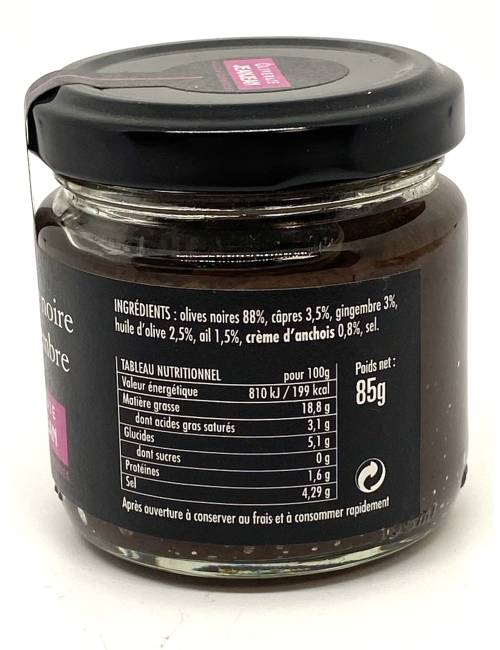 OLIVERAIE
JEANJEAN
noire
mbre
INGRÉDIENTS : olives noires 88%, câpres 3,5%, gingembre 3%,
huile d'olive 2,5%, ail 1,5%, crème d'anchois 0,8%, sel.
TABLEAU NUTRITIONNEL pour 100g
Valeur énergétique 810 kJ / 199 kcal
Matière grasse 18,8 g
dont acides gras saturés 3,1 g
Glucides 5,1 g
dont sucres 0 g
Protéines 1,6 g
Sel 4,29 g
Poids net :
85g
Après ouverture à conserver au frais et à consommer rapidement